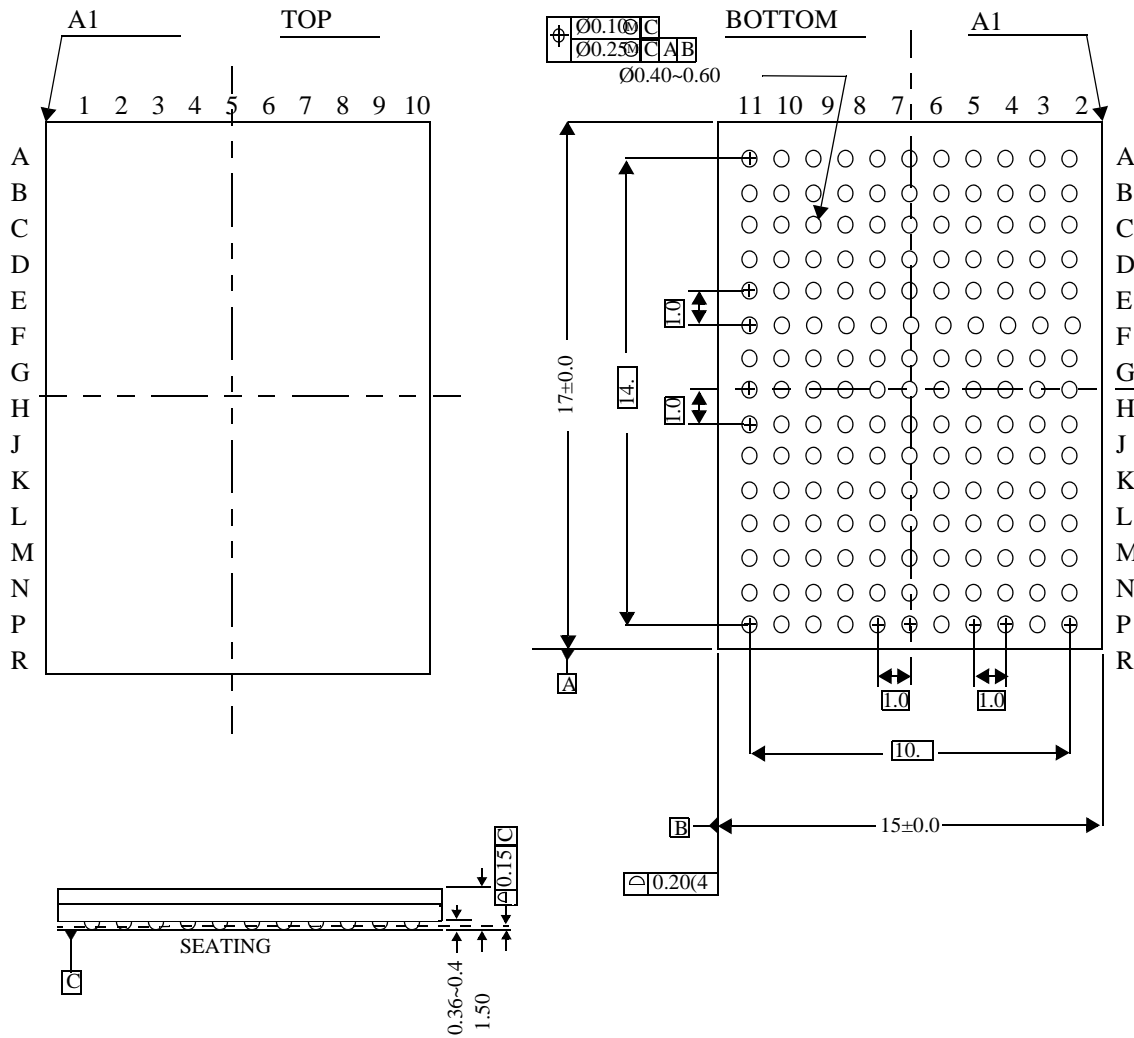 A1 TOP
1 2 3 4 5 6 7 8 9 10
A
B
C
D
E
F
G
H
J
K
L
M
N
P
R
Ø0.10Ⓜ C
Ø0.25Ⓜ C A B
Ø0.40~0.60
BOTTOM A1
11 10 9 8 7 6 5 4 3 2
A
B
C
D
E
F
G
H
J
K
L
M
N
P
R
1.0
1.0
14.
17±0.0
A
1.0 1.0
10.
B 15±0.0
0.20(4
0.15 C
SEATING
C
0.36~0.4
1.50